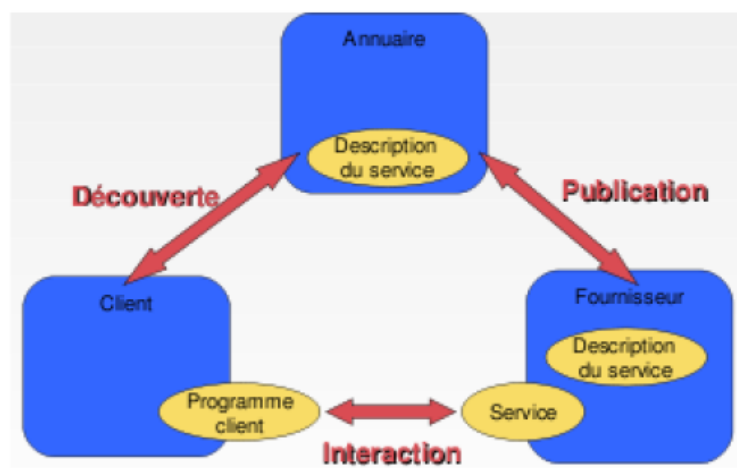 Annuaire
Description
du service
Découverte
Publication
Client
Fournisseur
Description
du service
Programme
client
Service
Interaction